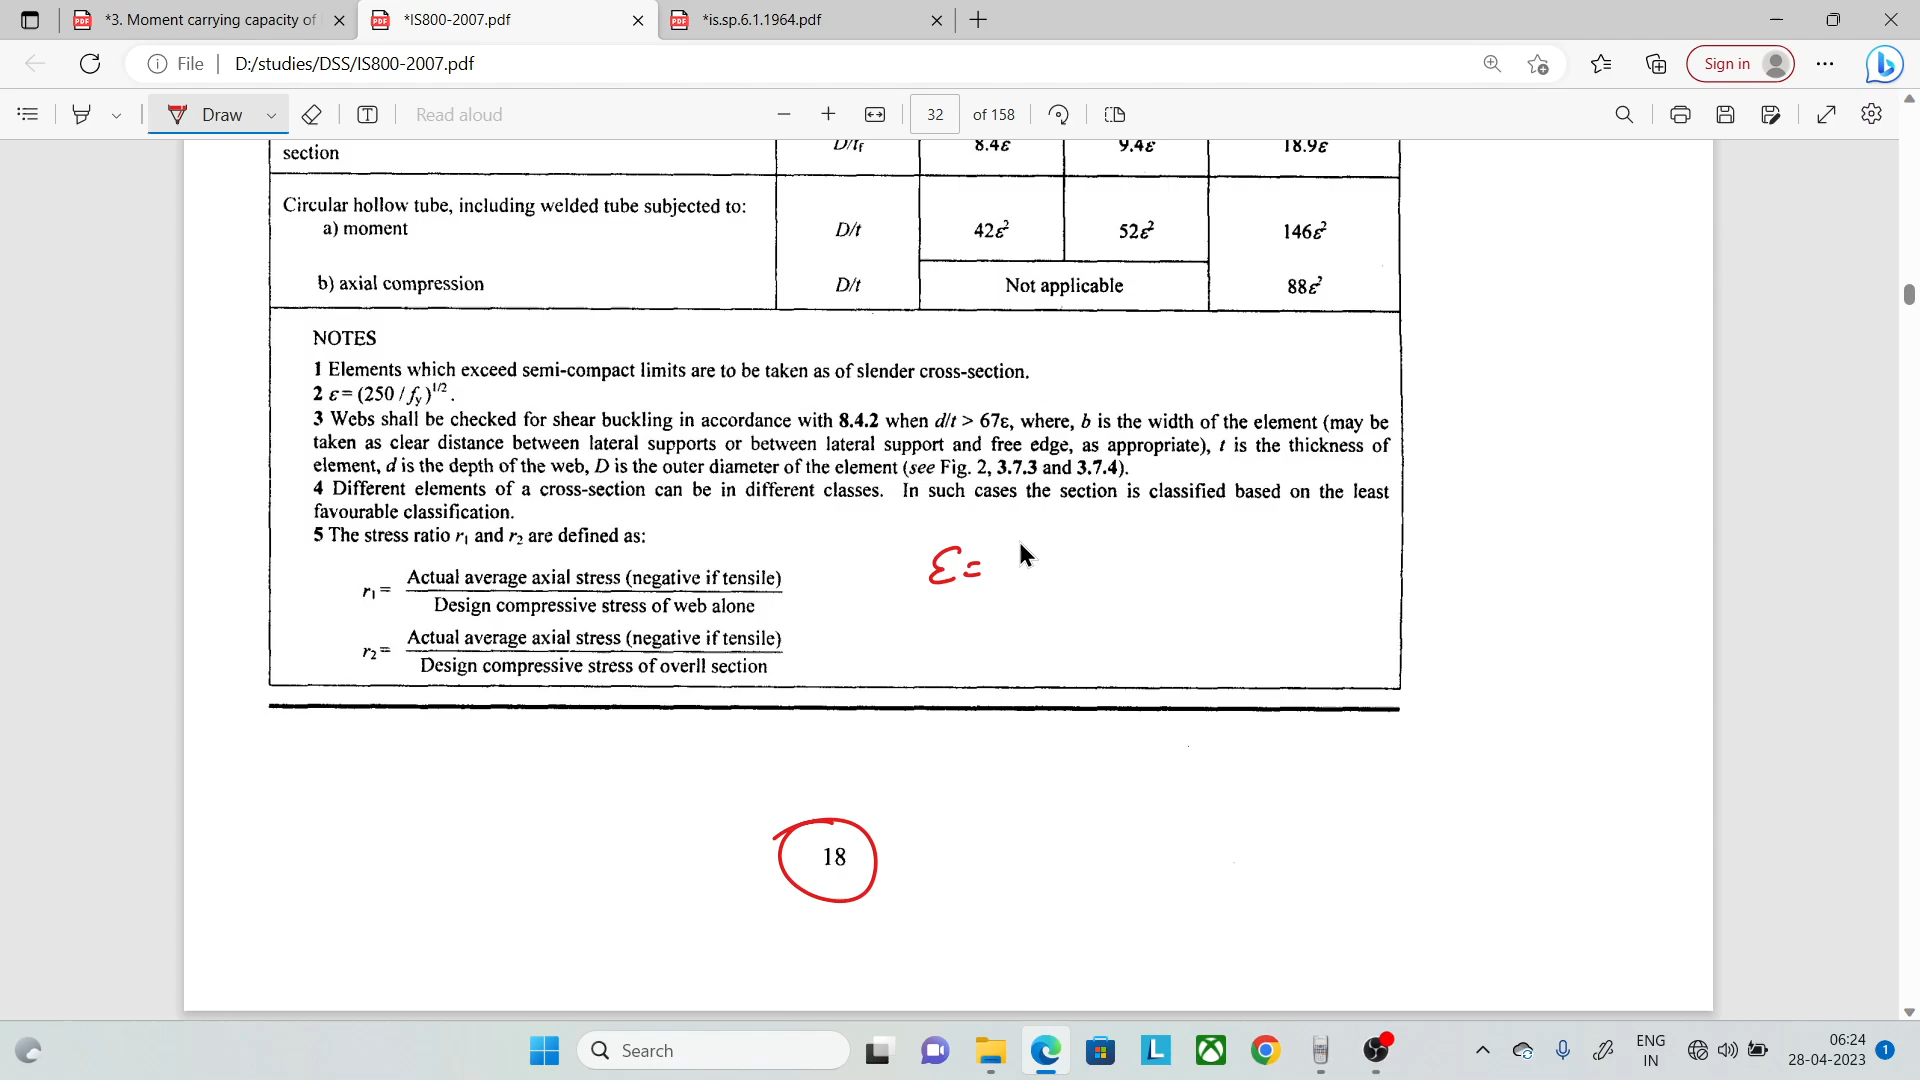 *3. Moment carrying capacity of
*IS800-2007.pdf
*is.sp.6.1.1964.pdf
File
D:/studies/DSS/IS800-2007.pdf
Sign in
Draw
Read aloud
32
of 158
section D/tf 8.4ε 9.4ε 18.9ε
Circular hollow tube, including welded tube subjected to:
a) moment D/t 42ε² 52ε² 146ε²
b) axial compression D/t Not applicable 88ε²
NOTES
1 Elements which exceed semi-compact limits are to be taken as of slender cross-section.
2 ε = (250 / fy)1/2.
3 Webs shall be checked for shear buckling in accordance with 8.4.2 when d/t > 67ε, where, b is the width of the element (may be
taken as clear distance between lateral supports or between lateral support and free edge, as appropriate), t is the thickness of
element, d is the depth of the web, D is the outer diameter of the element (see Fig. 2, 3.7.3 and 3.7.4).
4 Different elements of a cross-section can be in different classes. In such cases the section is classified based on the least
favourable classification.
5 The stress ratio r1 and r2 are defined as:
ε =
r1 = Actual average axial stress (negative if tensile)
Design compressive stress of web alone
r2 = Actual average axial stress (negative if tensile)
Design compressive stress of overll section
18
Search
ENG
IN
06:24
28-04-2023
1